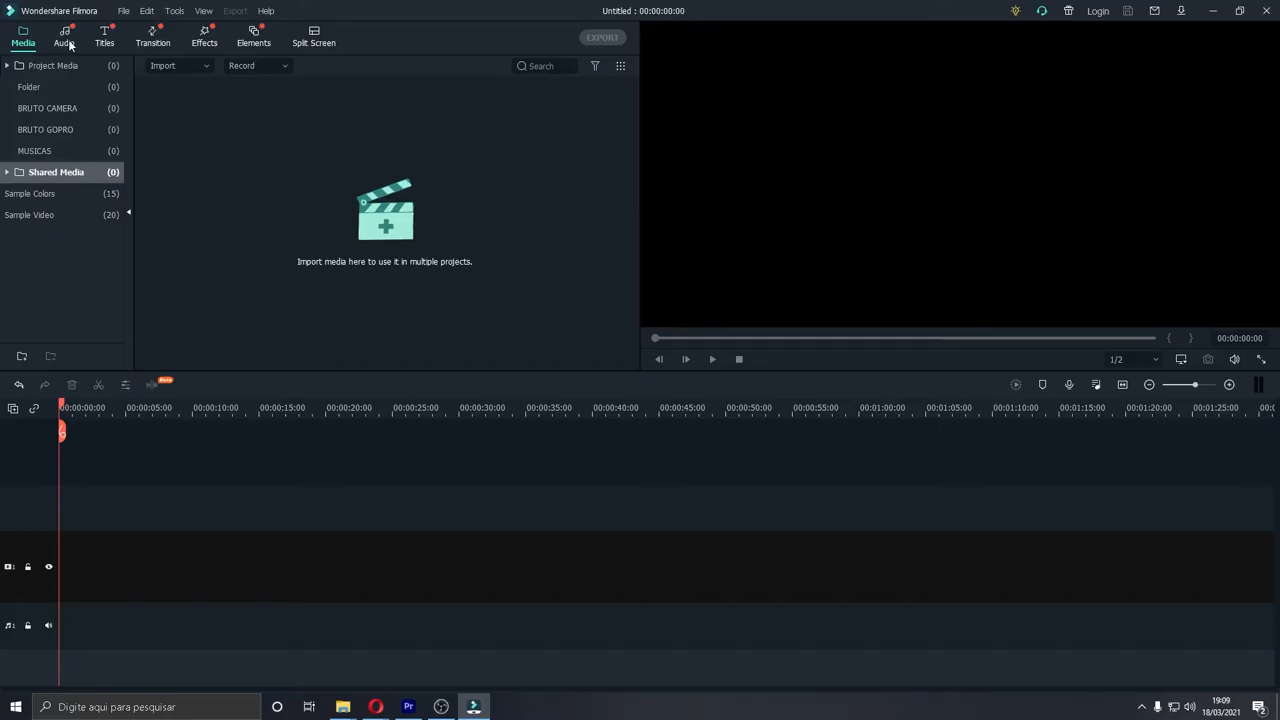 Wondershare Filmora File Edit Tools View Export Help Untitled : 00:00:00:00 Login
Media Audio Titles Transition Effects Elements Split Screen EXPORT
Project Media (0) Import Record Search
Folder (0)
BRUTO CAMERA (0)
BRUTO GOPRO (0)
MUSICAS (0)
Shared Media (0)
Sample Colors (15)
Sample Video (20)
Import media here to use it in multiple projects.
{ } 00:00:00:00
1/2
Beta
00:00:00:00 00:00:05:00 00:00:10:00 00:00:15:00 00:00:20:00 00:00:25:00 00:00:30:00 00:00:35:00 00:00:40:00 00:00:45:00 00:00:50:00 00:00:55:00 00:01:00:00 00:01:05:00 00:01:10:00 00:01:15:00 00:01:20:00 00:01:25:00
1
1
Digite aqui para pesquisar Pr 19:09
18/03/2021 2